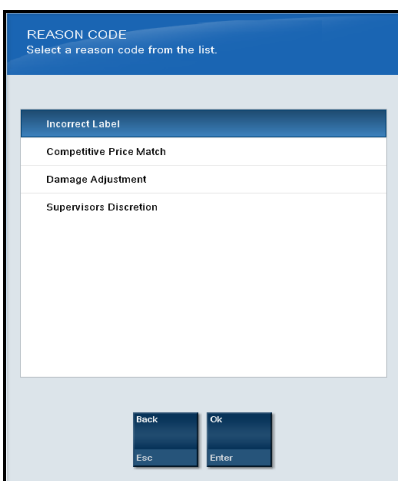 REASON CODE
Select a reason code from the list.
Incorrect Label
Competitive Price Match
Damage Adjustment
Supervisors Discretion
Back Ok
Esc Enter